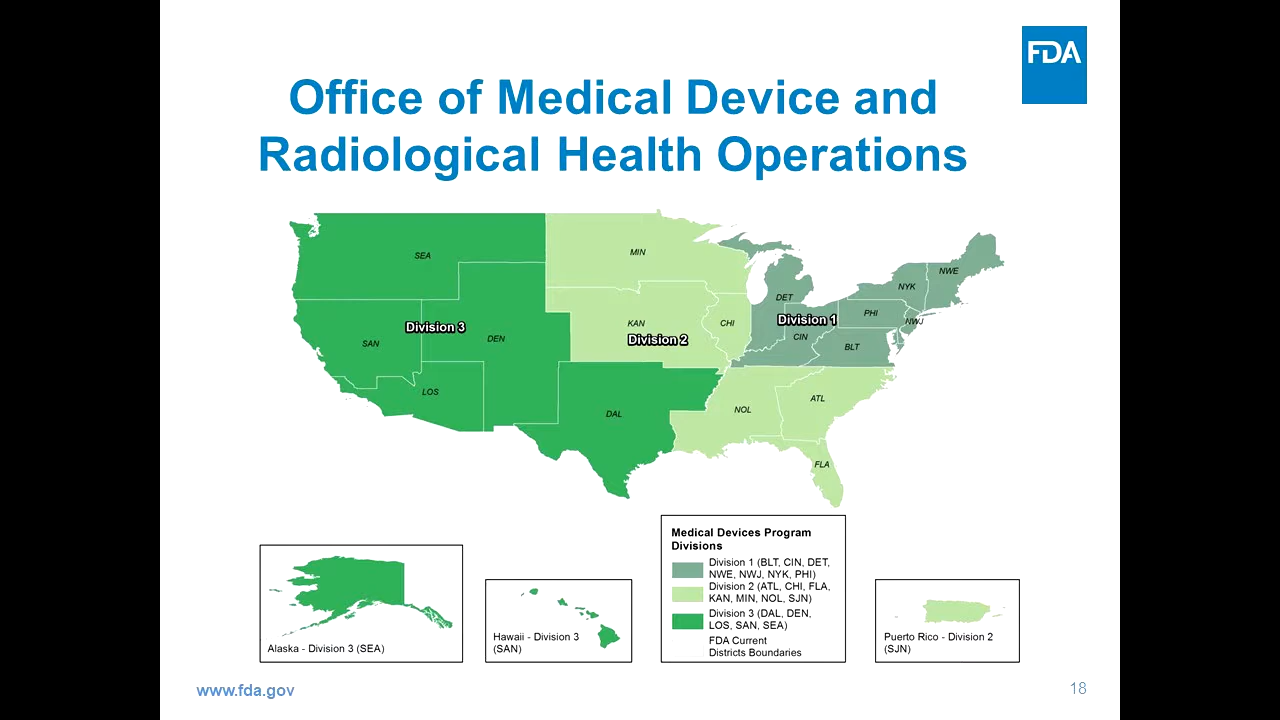 FDA
Office of Medical Device and
Radiological Health Operations
SEA
MIN
NWE
NYK
DET
PHI
NWJ
Division 3
SAN
DEN
KAN
Division 2
CHI
Division 1
CIN
BLT
LOS
DAL
NOL
ATL
FLA
Medical Devices Program
Divisions
Division 1 (BLT, CIN, DET,
NWE, NWJ, NYK, PHI)
Division 2 (ATL, CHI, FLA,
KAN, MIN, NOL, SJN)
Division 3 (DAL, DEN,
LOS, SAN, SEA)
FDA Current
Districts Boundaries
Alaska - Division 3 (SEA)
Hawaii - Division 3
(SAN)
Puerto Rico - Division 2
(SJN)
www.fda.gov
18